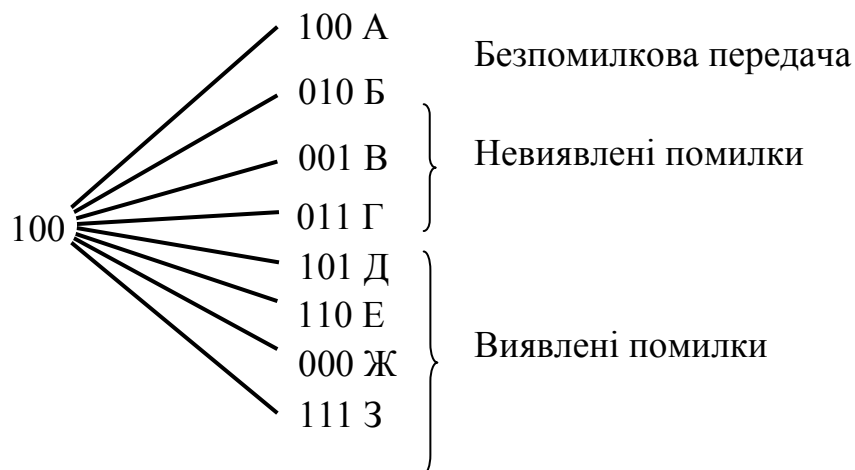 100 А
Безпомилкова передача
010 Б
001 В
Невиявлені помилки
011 Г
100
101 Д
110 Е
Виявлені помилки
000 Ж
111 З